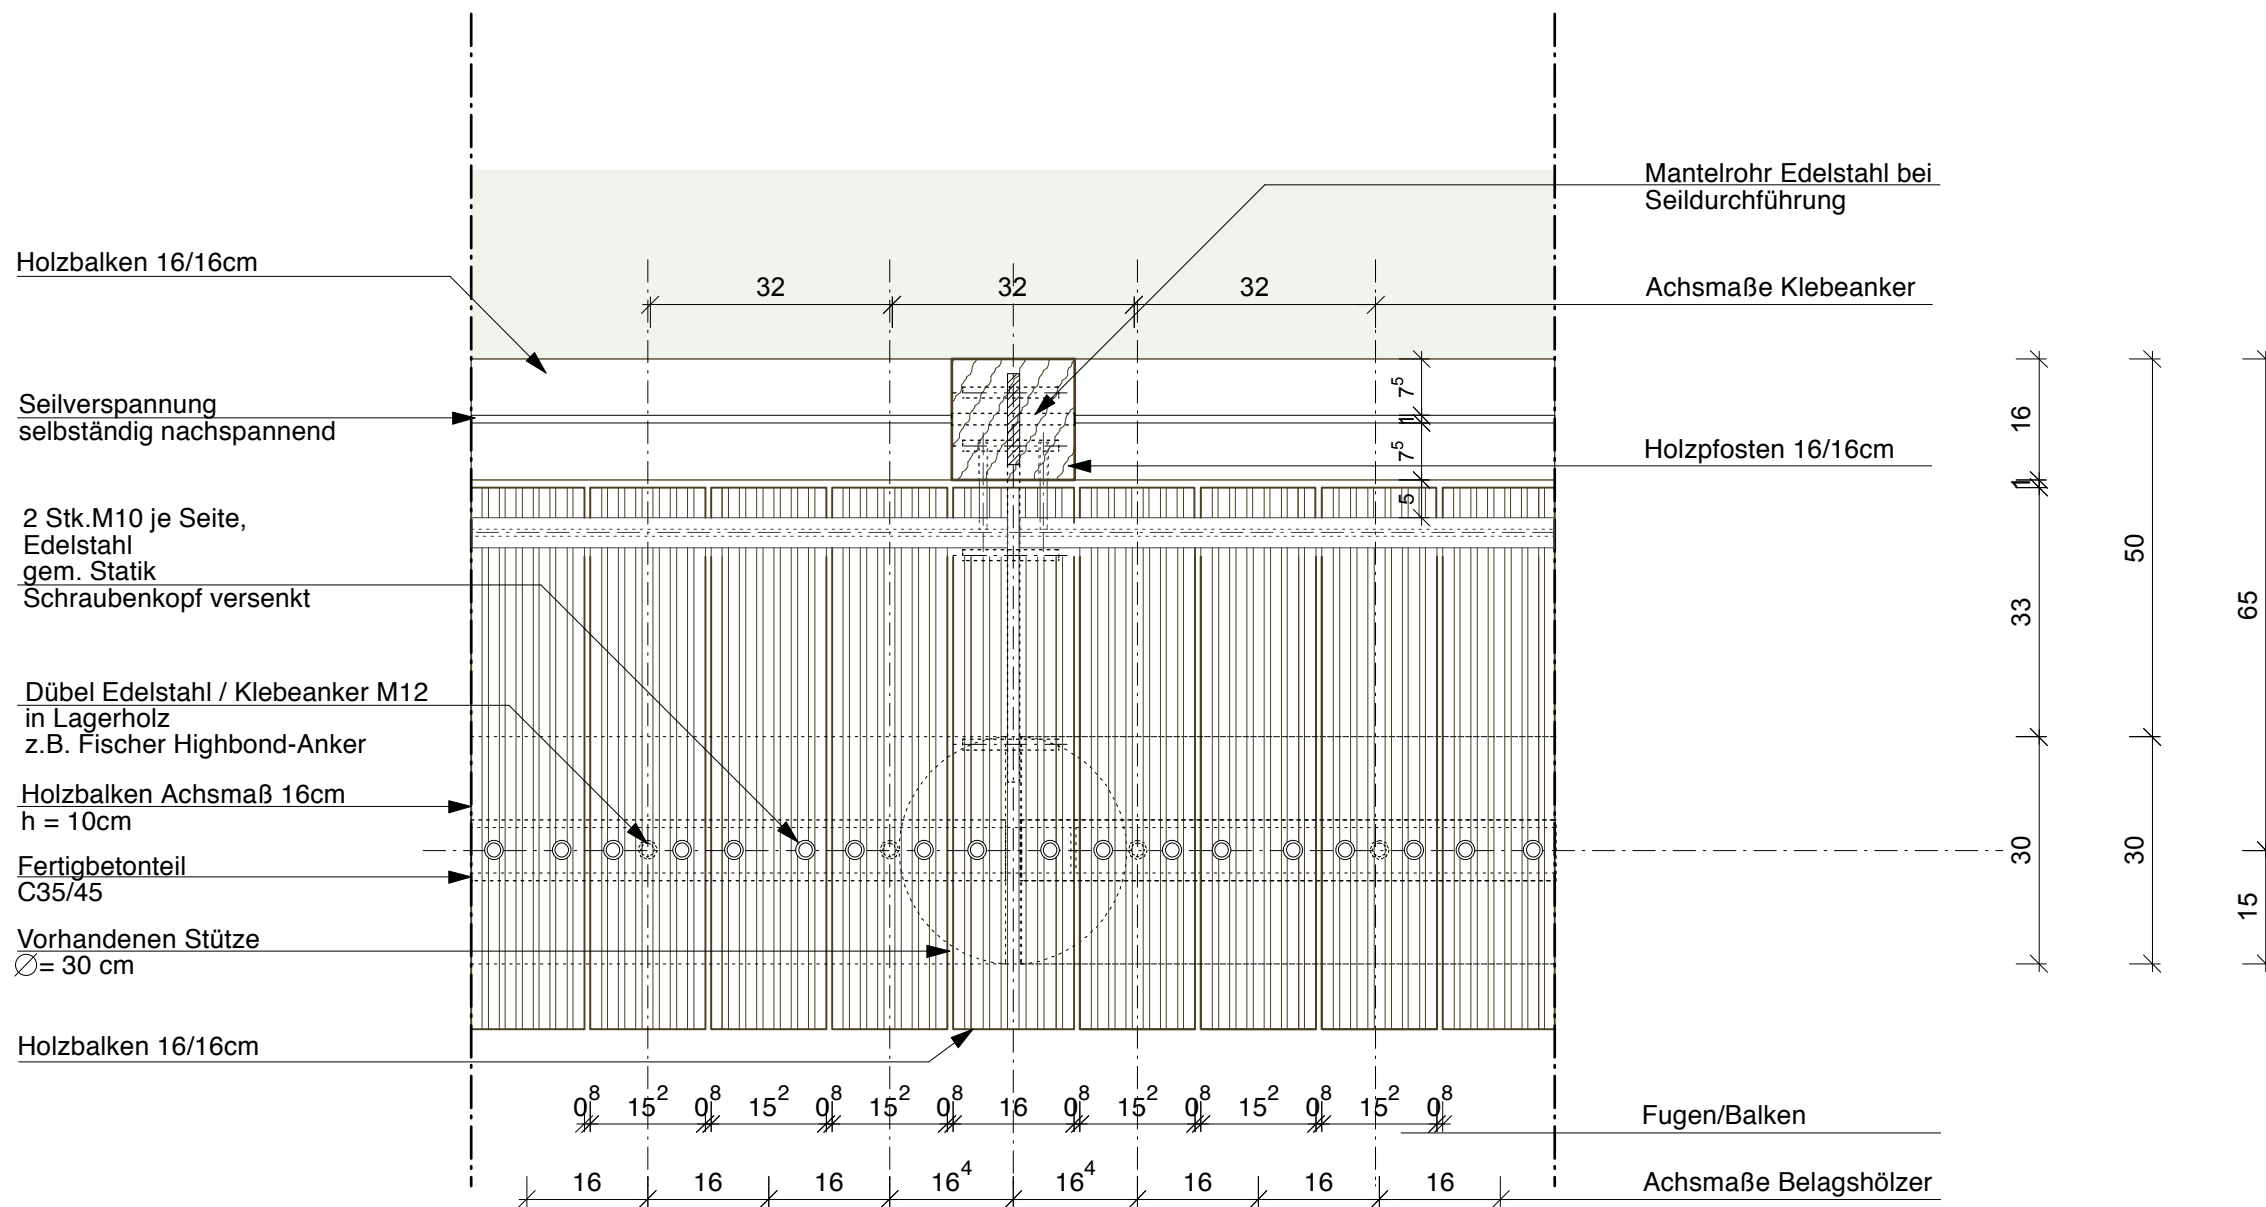 Mantelrohr Edelstahl bei
Seildurchführung
Holzbalken 16/16cm
32 32 32 Achsmaße Klebeanker
7⁵
1
7⁵
5
16
1
33
30
50
30
65
15
Seilverspannung
selbständig nachspannend
Holzpfosten 16/16cm
2 Stk.M10 je Seite,
Edelstahl
gem. Statik
Schraubenkopf versenkt
Dübel Edelstahl / Klebeanker M12
in Lagerholz
z.B. Fischer Highbond-Anker
Holzbalken Achsmaß 16cm
h = 10cm
Fertigbetonteil
C35/45
Vorhandenen Stütze
∅= 30 cm
Holzbalken 16/16cm
0⁸ 15² 0⁸ 15² 0⁸ 15² 0⁸ 16 0⁸ 15² 0⁸ 15² 0⁸ 15² 0⁸ Fugen/Balken
16 16 16 16⁴ 16⁴ 16 16 16 Achsmaße Belagshölzer